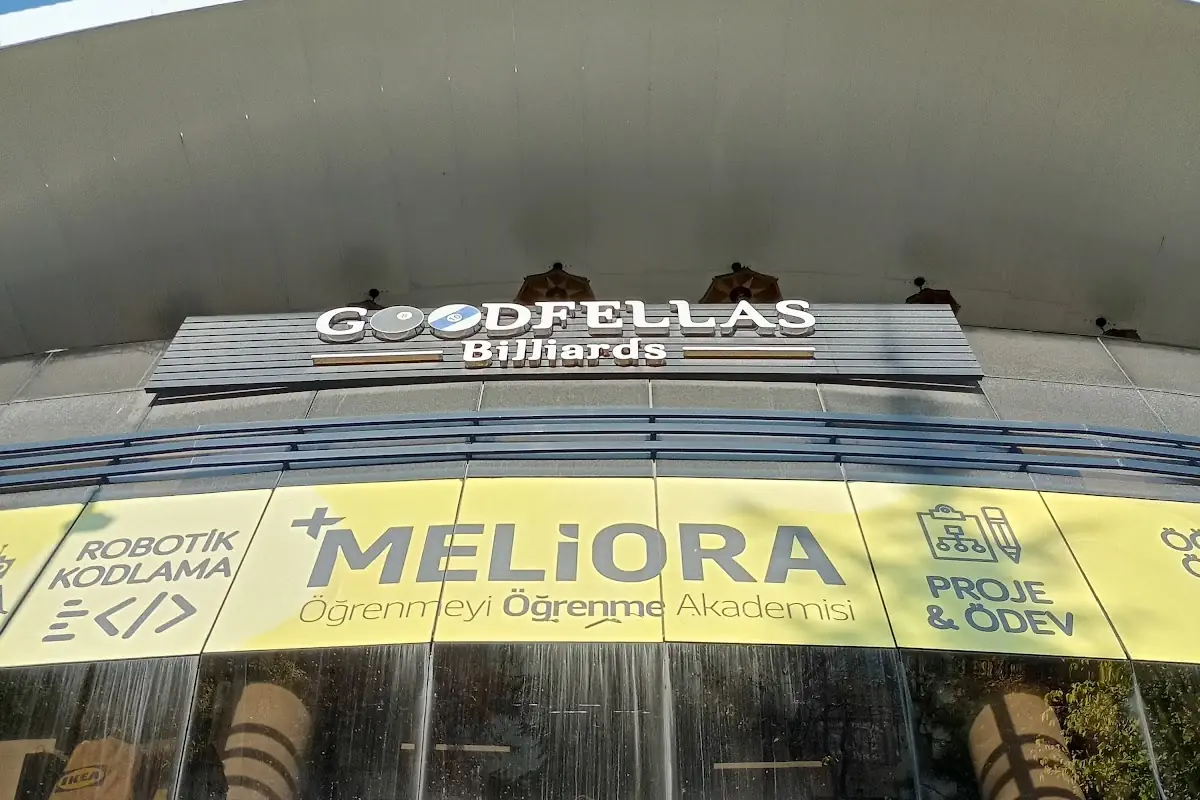 GOODFELLAS
Billiards
ROBOTİK
KODLAMA
</>
+MELiORA
Öğrenmeyi Öğrenme Akademisi
PROJE
& ÖDEV
IKEA